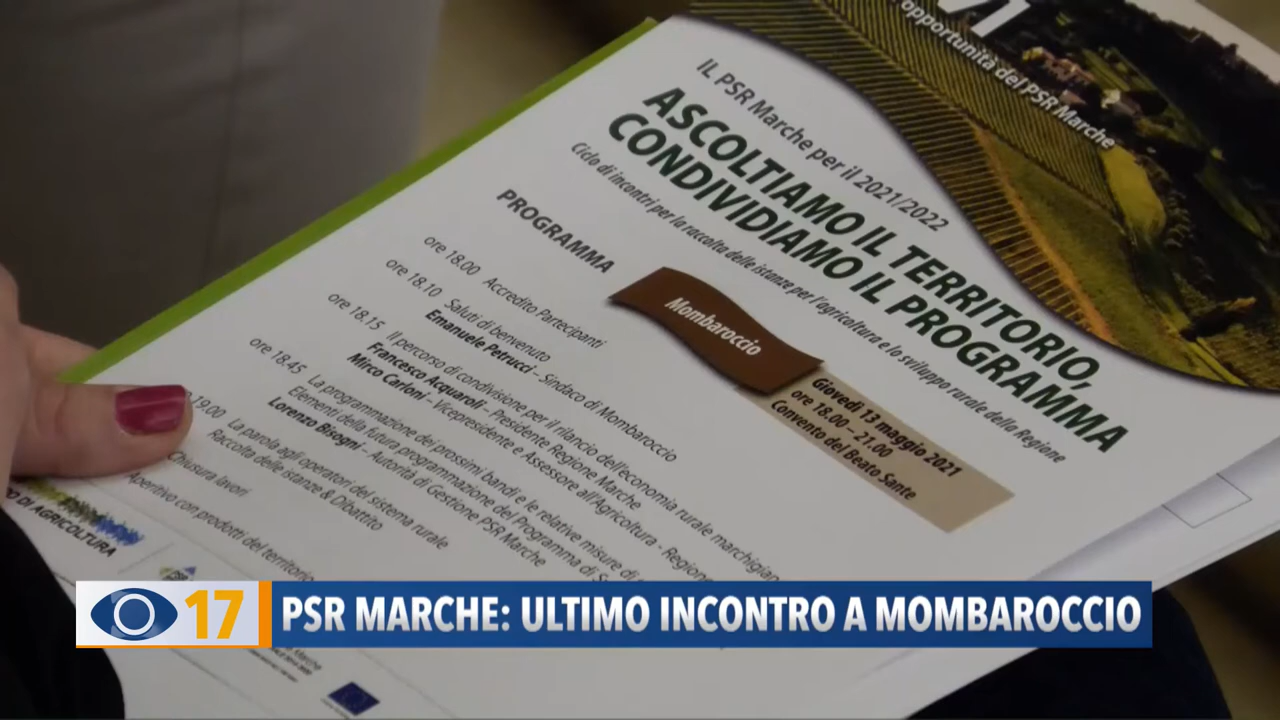 opportunità del PSR Marche
IL PSR Marche per il 2021/2022
ASCOLTIAMO IL TERRITORIO,
CONDIVIDIAMO IL PROGRAMMA
Ciclo di incontri per la raccolta delle istanze per l'agricoltura e lo sviluppo rurale della Regione
Mombaroccio
Giovedì 13 maggio 2021
ore 18.00 – 21.00
Convento del Beato Sante
PROGRAMMA
ore 18.00 Accredito Partecipanti
ore 18.10 Saluti di benvenuto
Emanuele Petrucci - Sindaco di Mombaroccio
ore 18.15 Il percorso di condivisione per il rilancio dell'economia rurale marchigian
Francesco Acquaroli – Presidente Regione Marche
Mirco Carloni – Vicepresidente e Assessore all'Agricoltura - Region
ore 18.45 La programmazione dei prossimi bandi e le relative misure di
Elementi della futura programmazione del Programma di
Lorenzo Bisogni – Autorità di Gestione PSR Marche
19.00 La parola agli operatori del sistema rurale
Raccolta delle istanze & Dibattito
Chiusura lavori
Aperitivo con prodotti del territorio
DI AGRICOLTURA
17 PSR MARCHE: ULTIMO INCONTRO A MOMBAROCCIO